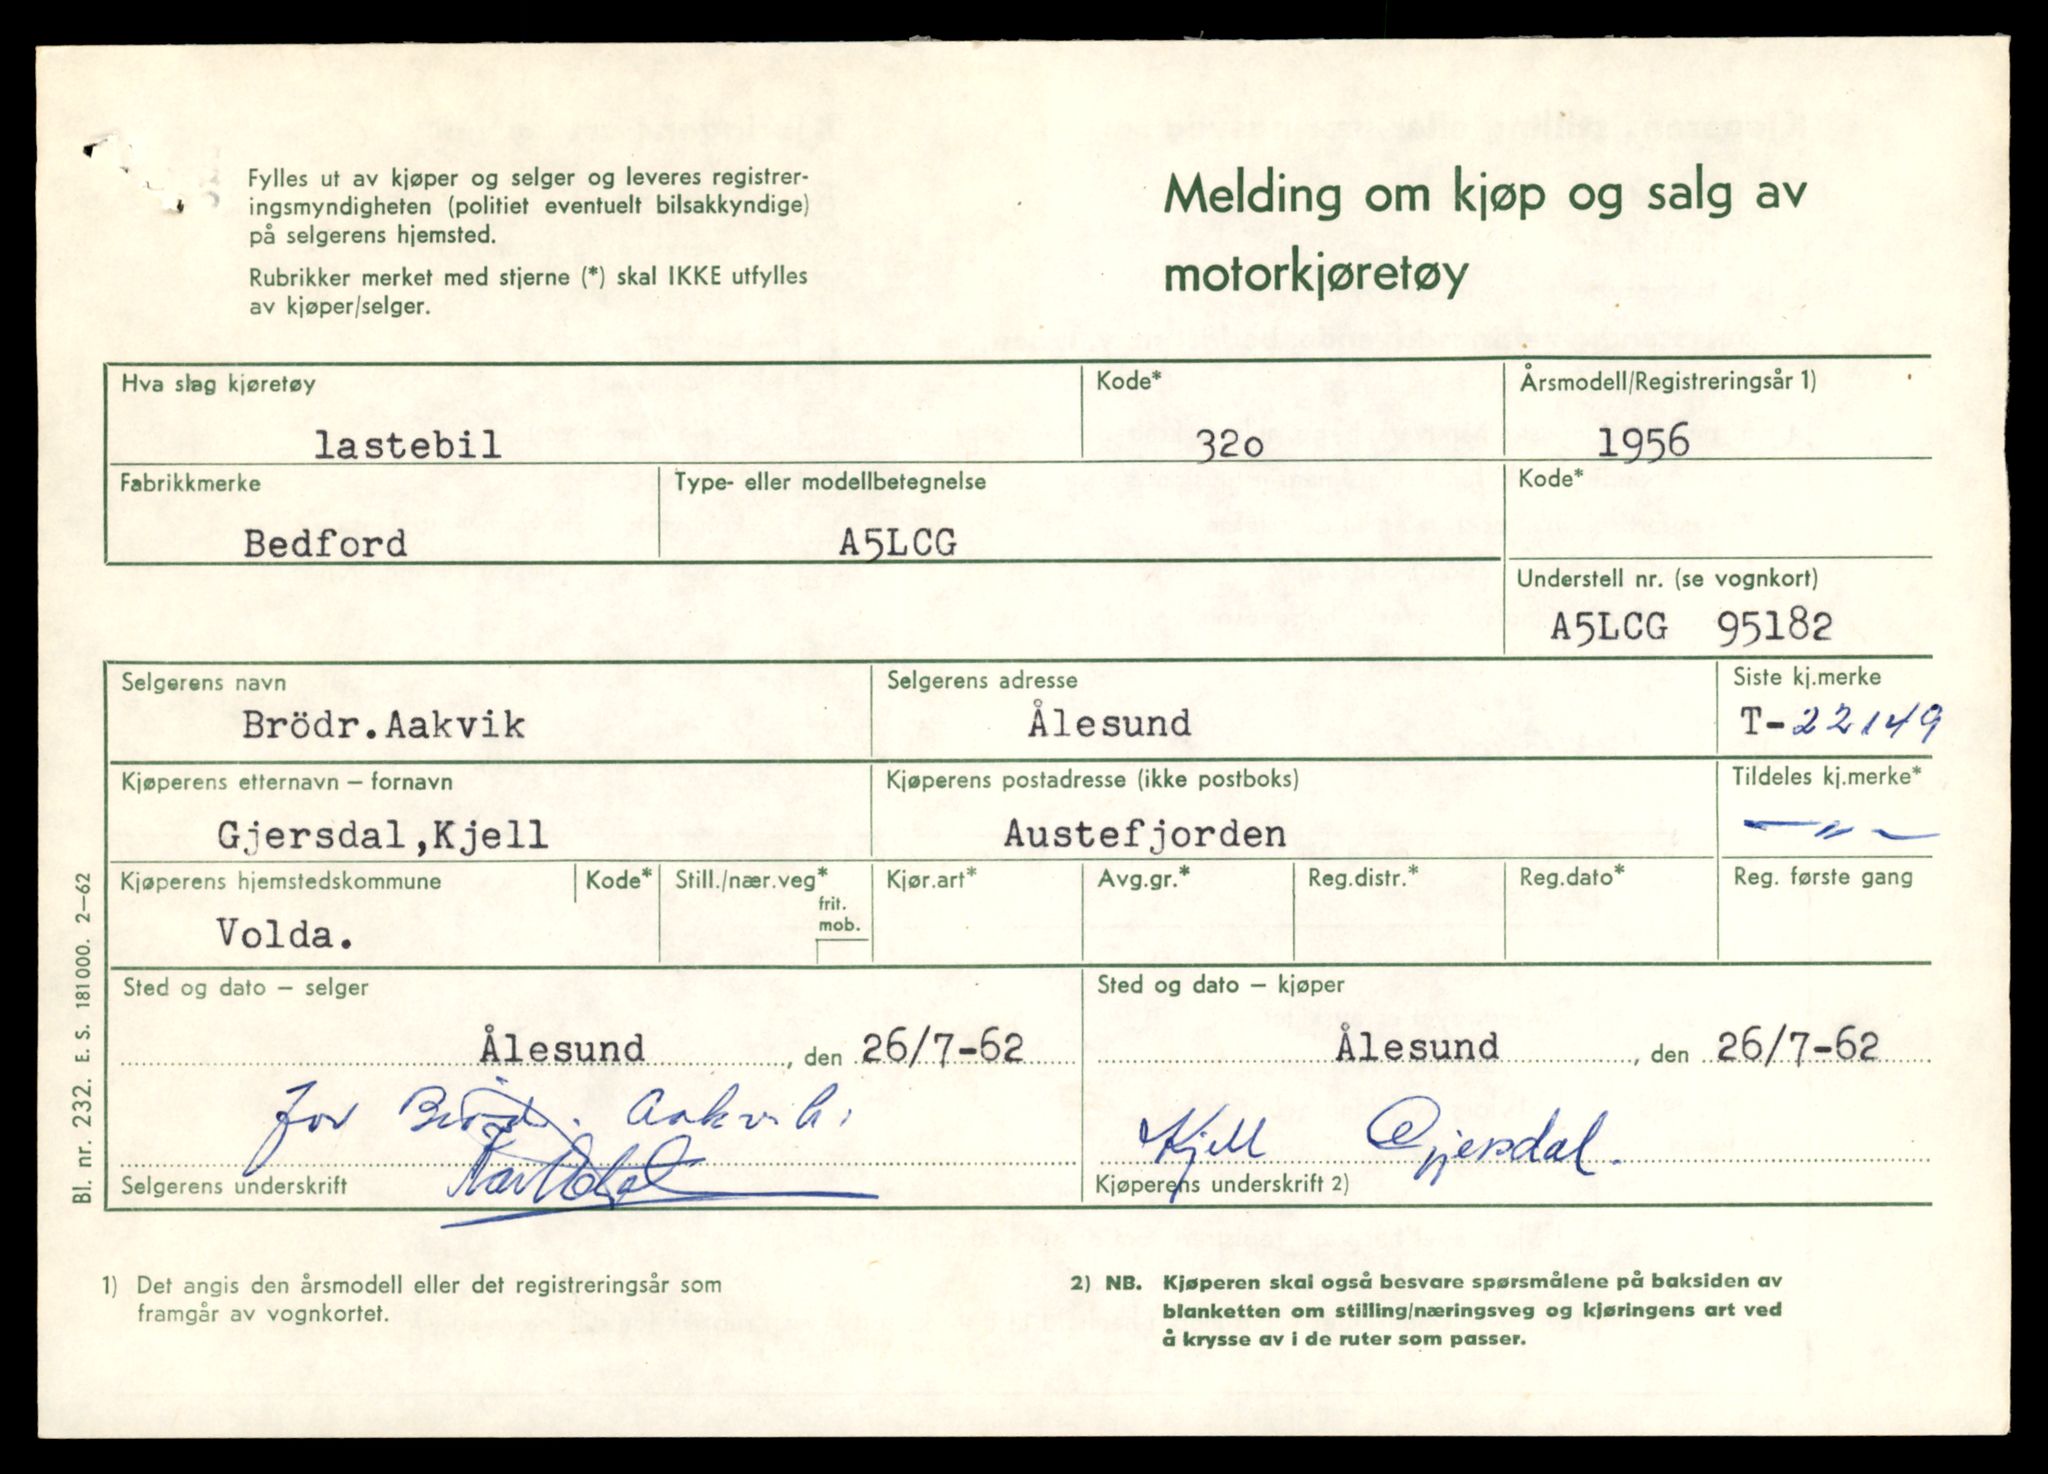 Fylles ut av kjøper og selger og leveres registrer-
ingsmyndigheten (politiet eventuelt bilsakkyndige)
på selgerens hjemsted.
Rubrikker merket med stjerne (*) skal IKKE utfylles
av kjøper/selger.
Melding om kjøp og salg av
motorkjøretøy
Hva slag kjøretøy Kode* Årsmodell/Registreringsår 1)
lastebil 320 1956
Fabrikkmerke Type- eller modellbetegnelse Kode*
Bedford A5LCG
Understell nr. (se vognkort)
A5LCG 95182
Selgerens navn Selgerens adresse Siste kj.merke
Brödr.Aakvik Ålesund T-22149
Kjøperens etternavn – fornavn Kjøperens postadresse (ikke postboks) Tildeles kj.merke*
Gjersdal,Kjell Austefjorden — " —
Kjøperens hjemstedskommune Kode* Still./nær.veg* Kjør.art* Avg.gr.* Reg.distr.* Reg.dato* Reg. første gang
frit.
mob.
Volda.
Sted og dato – selger Sted og dato – kjøper
Ålesund, den 26/7-62 Ålesund, den 26/7-62
for Brödr. Aakvik.
Kjell Gjersdal.
Selgerens underskrift Kjøperens underskrift 2)
Bl. nr. 232. E. S. 181000. 2–62
1) Det angis den årsmodell eller det registreringsår som
framgår av vognkortet.
2) NB. Kjøperen skal også besvare spørsmålene på baksiden av
blanketten om stilling/næringsveg og kjøringens art ved
å krysse av i de ruter som passer.